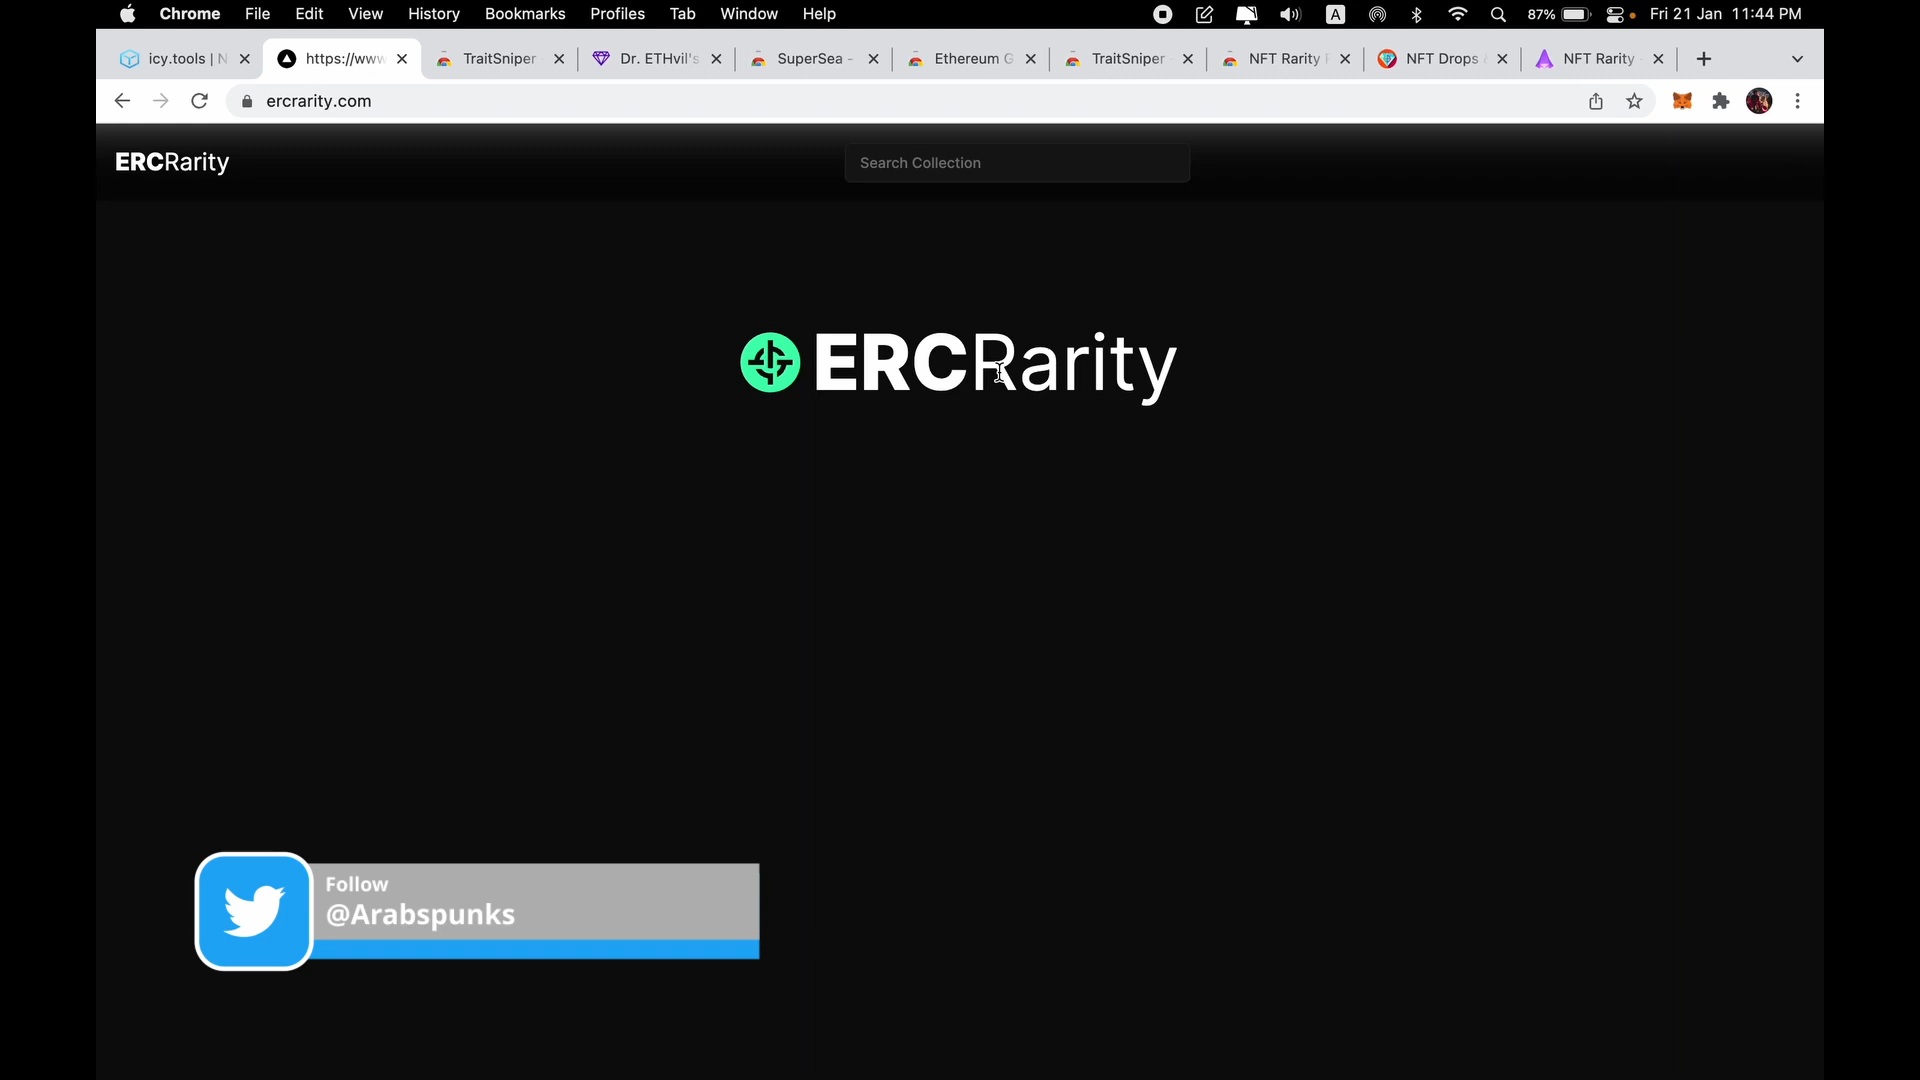 Chrome File Edit View History Bookmarks Profiles Tab Window Help A 87% Fri 21 Jan 11:44 PM
icy.tools | N https://www TraitSniper Dr. ETHvil's SuperSea - Ethereum G TraitSniper NFT Rarity NFT Drops NFT Rarity -
ercrarity.com
ERCRarity Search Collection
ERCRarity
Follow
@Arabspunks